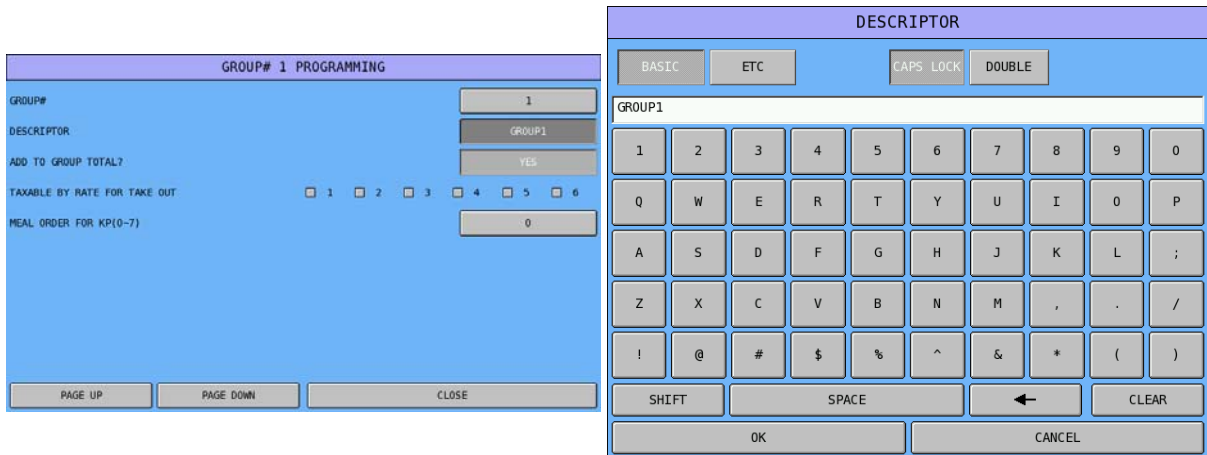 GROUP# 1 PROGRAMMING
GROUP# 1
DESCRIPTOR GROUP1
ADD TO GROUP TOTAL? YES
TAXABLE BY RATE FOR TAKE OUT 1 2 3 4 5 6
MEAL ORDER FOR KP(0-7) 0
PAGE UP PAGE DOWN CLOSE
DESCRIPTOR
BASIC ETC CAPS LOCK DOUBLE
GROUP1
1 2 3 4 5 6 7 8 9 0
Q W E R T Y U I O P
A S D F G H J K L ;
Z X C V B N M , . /
! @ # $ % ^ & * ( )
SHIFT SPACE ← CLEAR
OK CANCEL